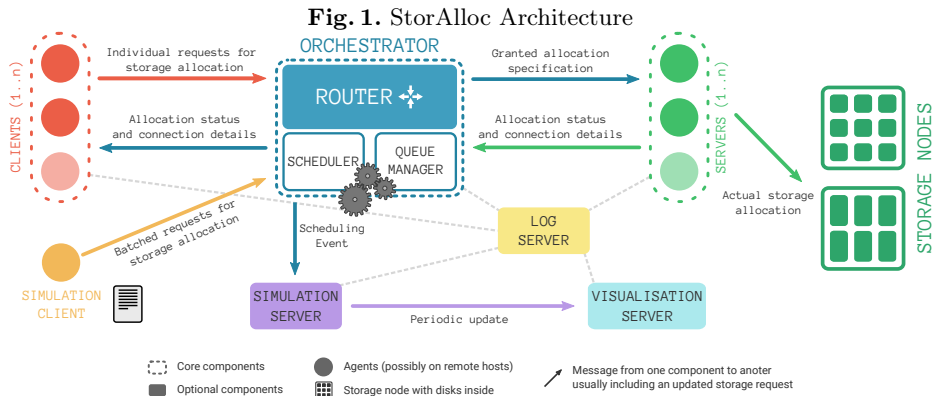 Fig. 1. StorAlloc Architecture
CLIENTS (1..n)
Individual requests for
storage allocation
Allocation status
and connection details
ORCHESTRATOR
ROUTER
SCHEDULER
QUEUE
MANAGER
Granted allocation
specification
Allocation status
and connection details
SERVERS (1..n)
STORAGE NODES
Actual storage
allocation
Batched requests for
storage allocation
Scheduling
Event
LOG
SERVER
SIMULATION
CLIENT
SIMULATION
SERVER
Periodic update
VISUALISATION
SERVER
Core components
Optional components
Agents (possibly on remote hosts)
Storage node with disks inside
Message from one component to anoter
usually including an updated storage request